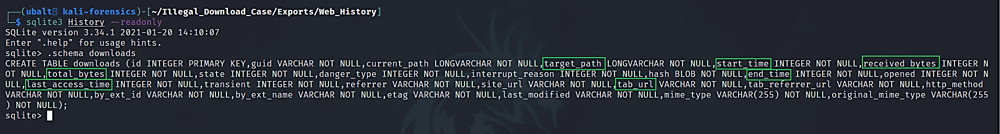 ┌──(ubalt㉿ kali-forensics)-[~/Illegal_Download_Case/Exports/Web_History]
└─$ sqlite3 History --readonly
SQLite version 3.34.1 2021-01-20 14:10:07
Enter ".help" for usage hints.
sqlite> .schema downloads
CREATE TABLE downloads (id INTEGER PRIMARY KEY,guid VARCHAR NOT NULL,current_path LONGVARCHAR NOT NULL,target_path LONGVARCHAR NOT NULL,start_time INTEGER NOT NULL,received_bytes INTEGER N
OT NULL,total_bytes INTEGER NOT NULL,state INTEGER NOT NULL,danger_type INTEGER NOT NULL,interrupt_reason INTEGER NOT NULL,hash BLOB NOT NULL,end_time INTEGER NOT NULL,opened INTEGER NOT N
ULL,last_access_time INTEGER NOT NULL,transient INTEGER NOT NULL,referrer VARCHAR NOT NULL,site_url VARCHAR NOT NULL,tab_url VARCHAR NOT NULL,tab_referrer_url VARCHAR NOT NULL,http_method
VARCHAR NOT NULL,by_ext_id VARCHAR NOT NULL,by_ext_name VARCHAR NOT NULL,etag VARCHAR NOT NULL,last_modified VARCHAR NOT NULL,mime_type VARCHAR(255) NOT NULL,original_mime_type VARCHAR(255
) NOT NULL);
sqlite>